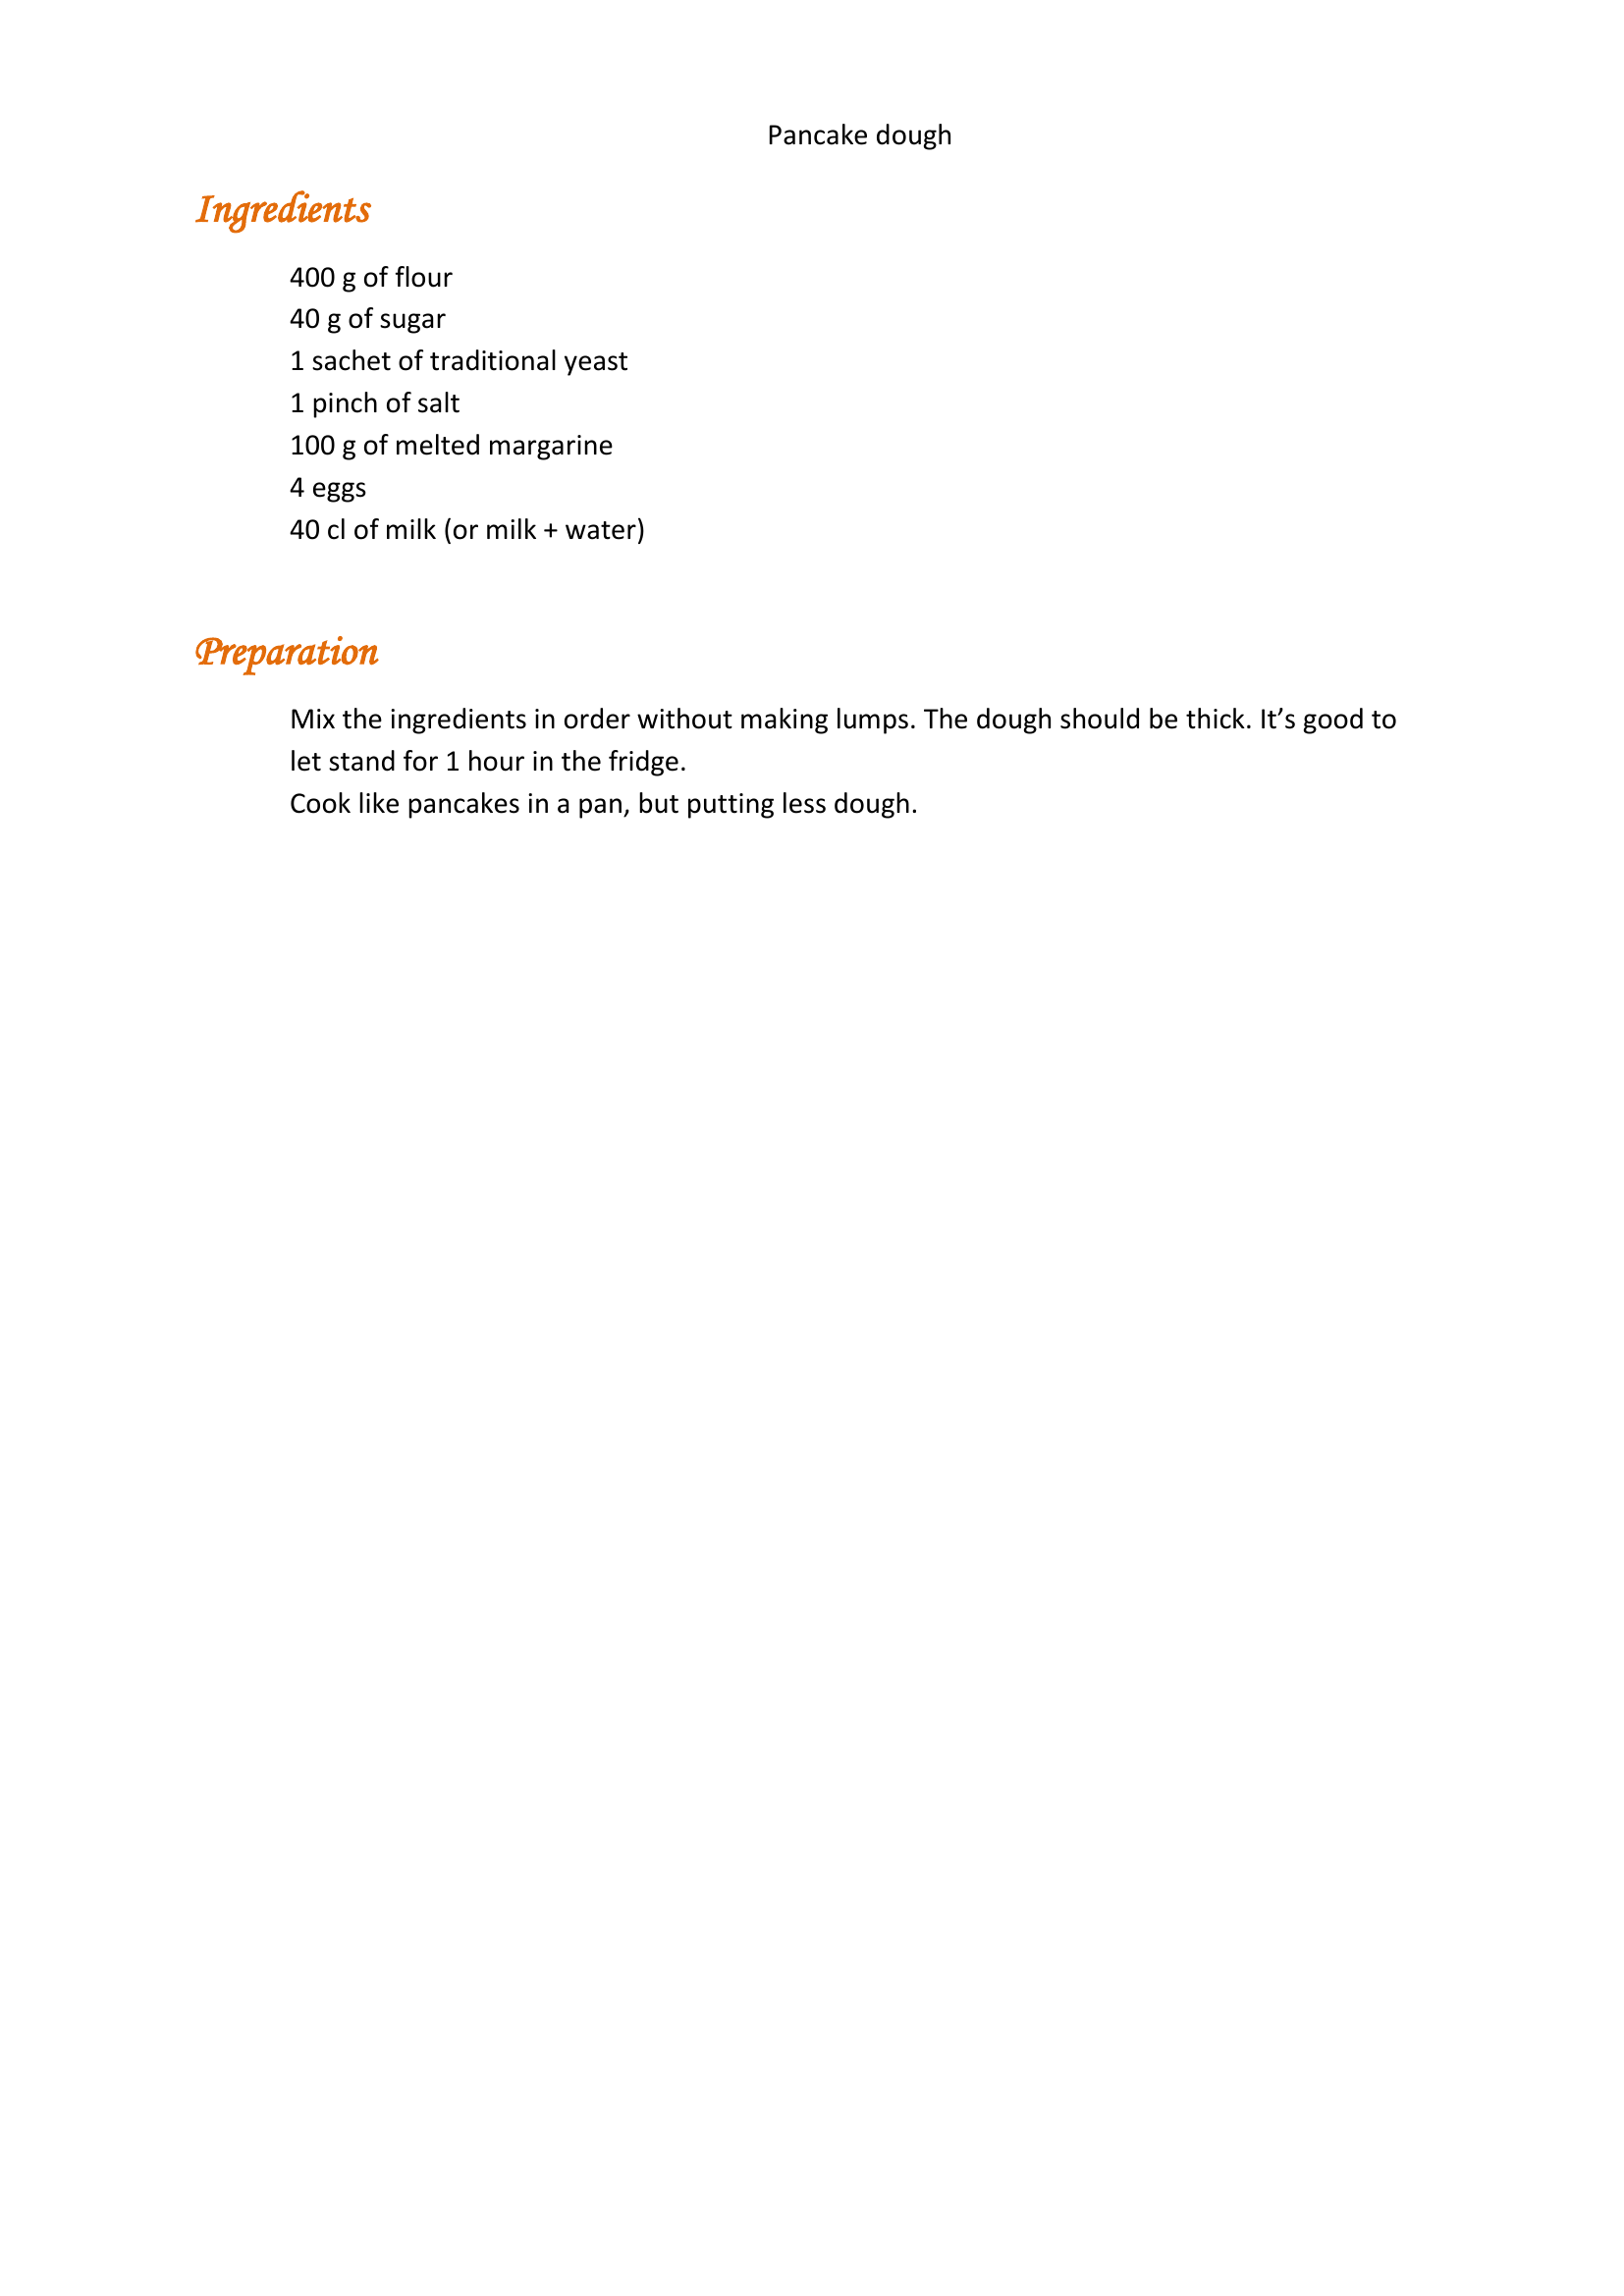 Pancake dough
Ingredients
400 g of flour
40 g of sugar
1 sachet of traditional yeast
1 pinch of salt
100 g of melted margarine
4 eggs
40 cl of milk (or milk + water)
Preparation
Mix the ingredients in order without making lumps. The dough should be thick. It’s good to
let stand for 1 hour in the fridge.
Cook like pancakes in a pan, but putting less dough.